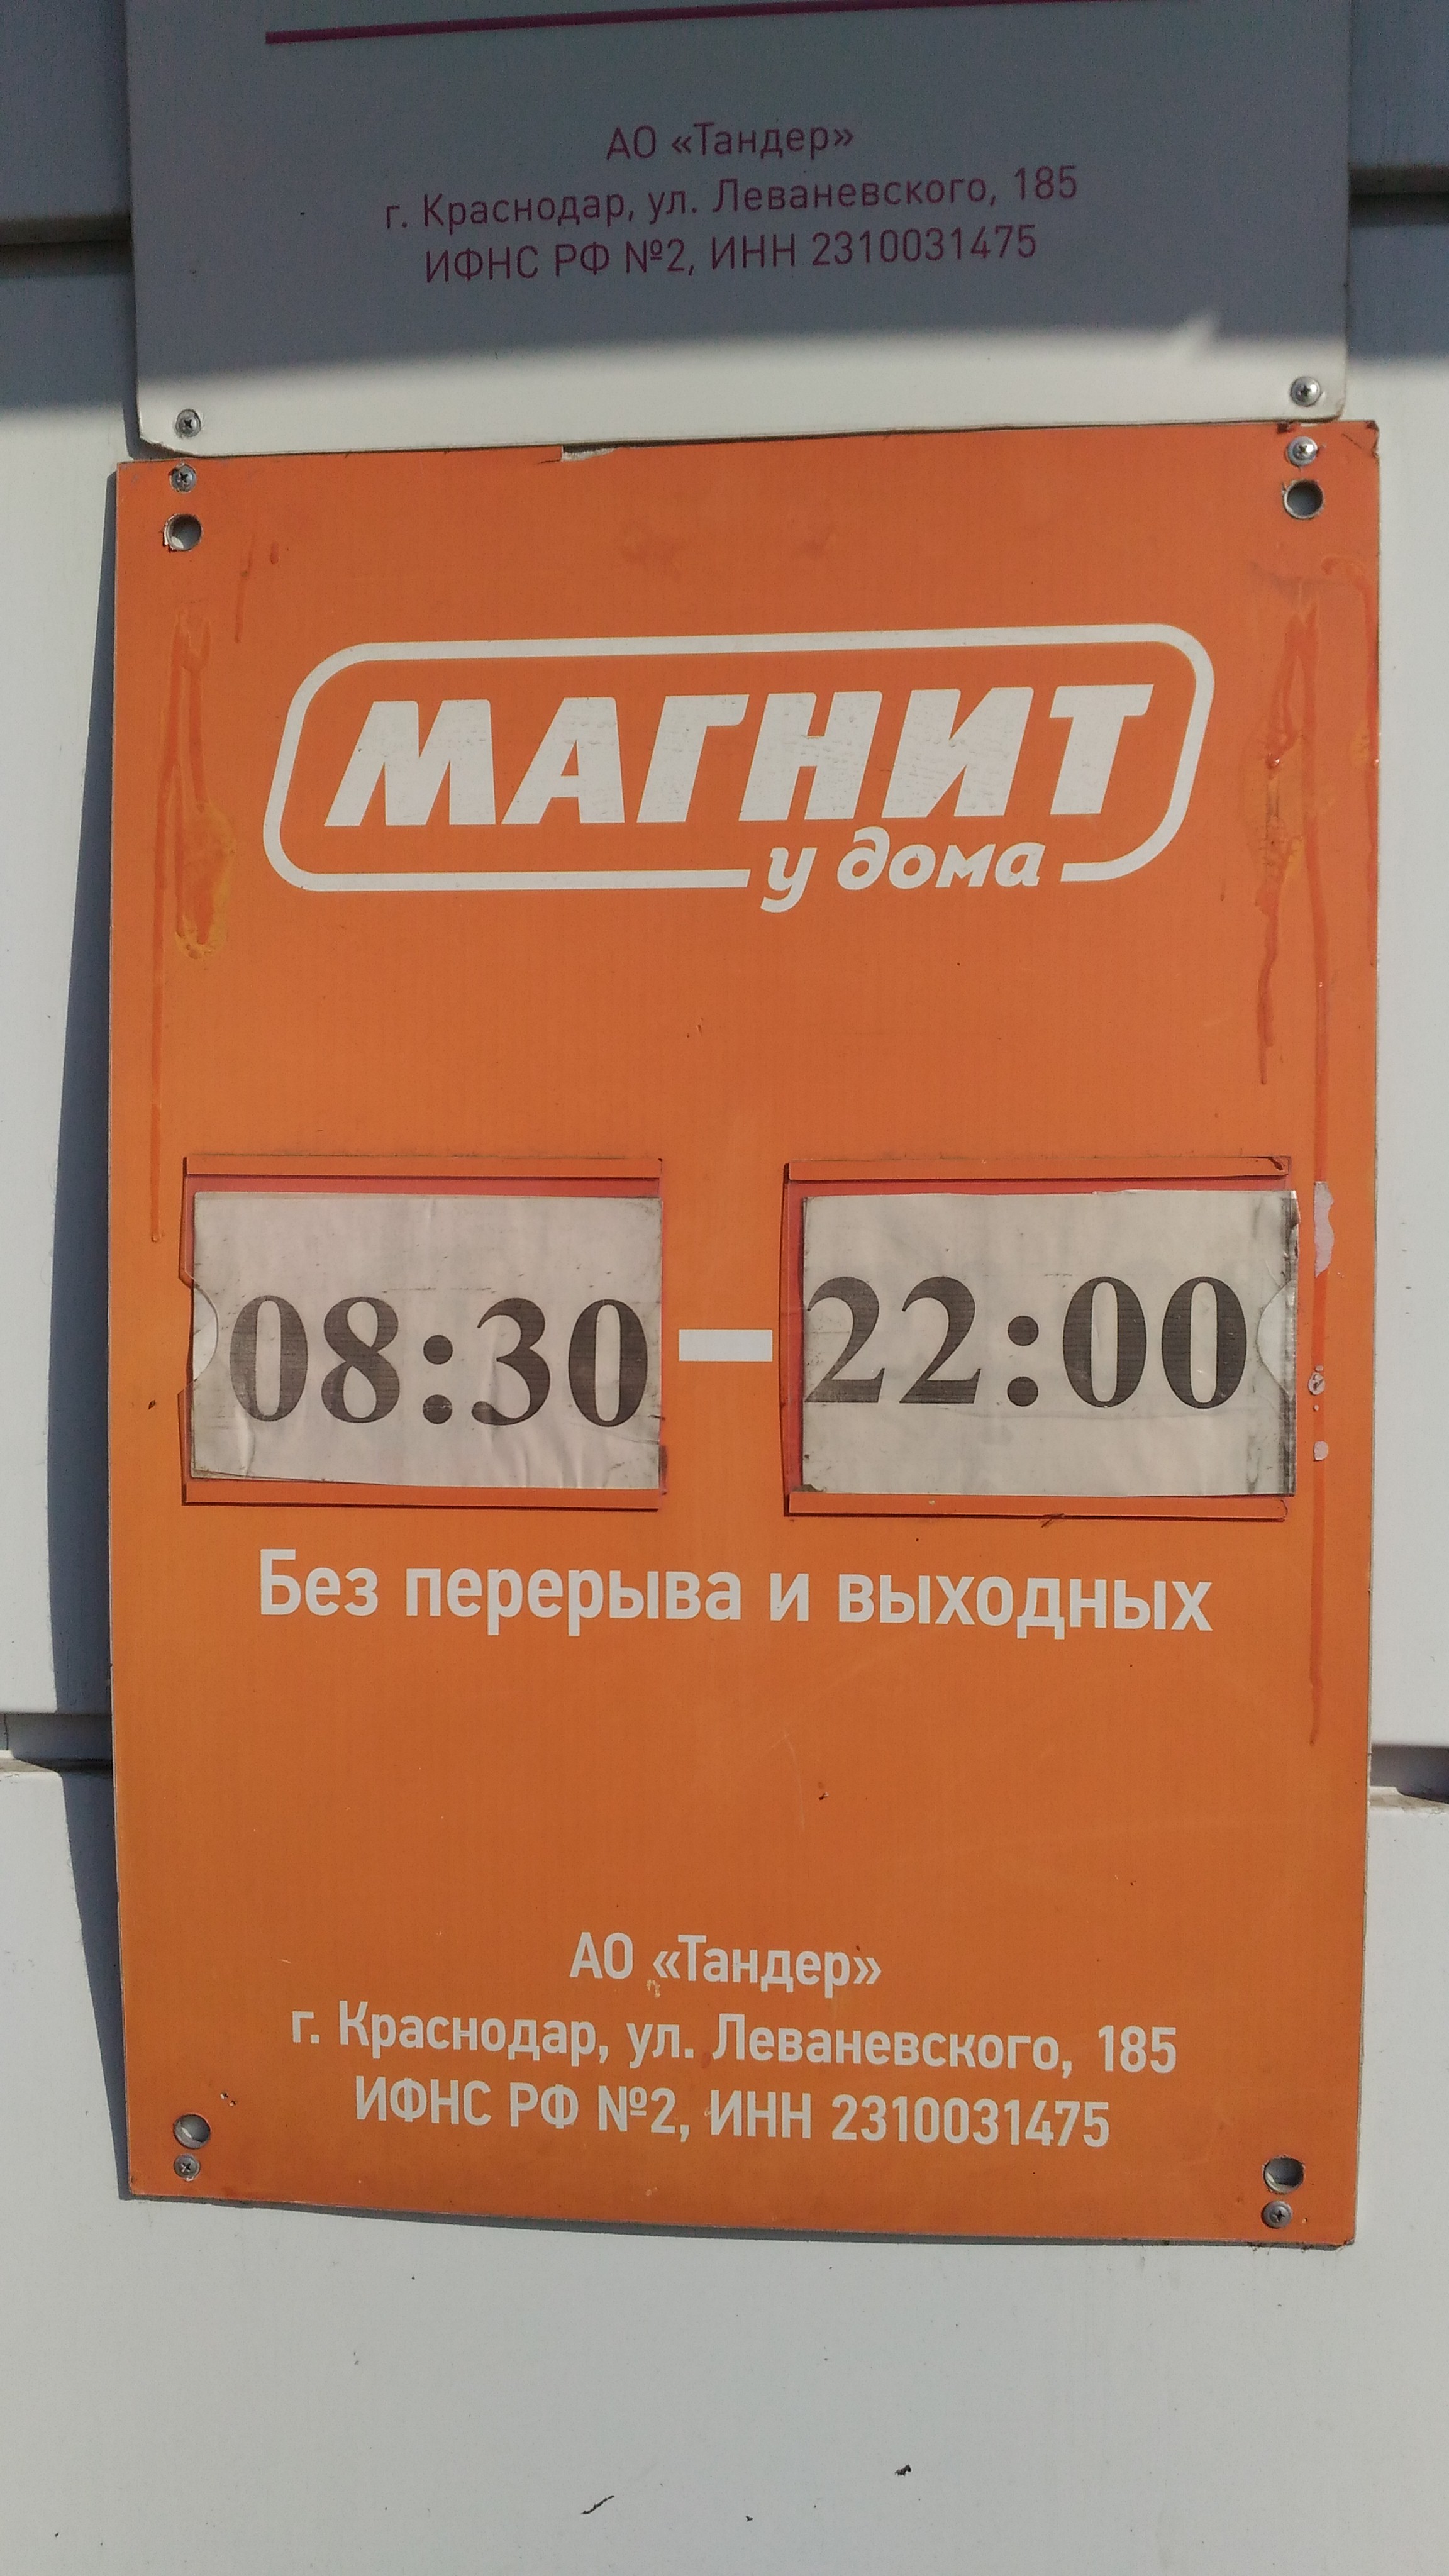 АО «Тандер»
г. Краснодар, ул. Леваневского, 185
ИФНС РФ №2, ИНН 2310031475
МАГНИТ
у дома
08:30 – 22:00
Без перерыва и выходных
АО «Тандер»
г. Краснодар, ул. Леваневского, 185
ИФНС РФ №2, ИНН 2310031475